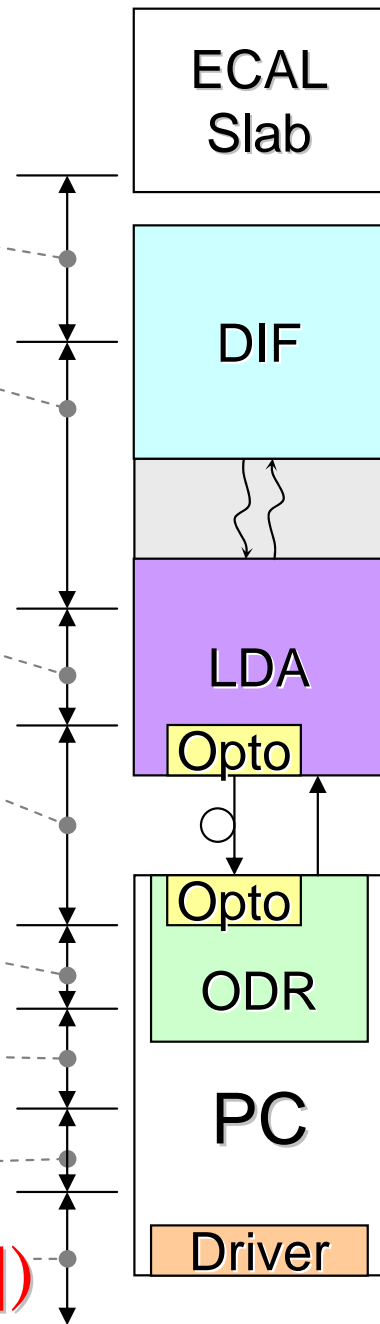 ECAL
Slab
DIF
LDA
Opto
Opto
ODR
PC
Driver
)